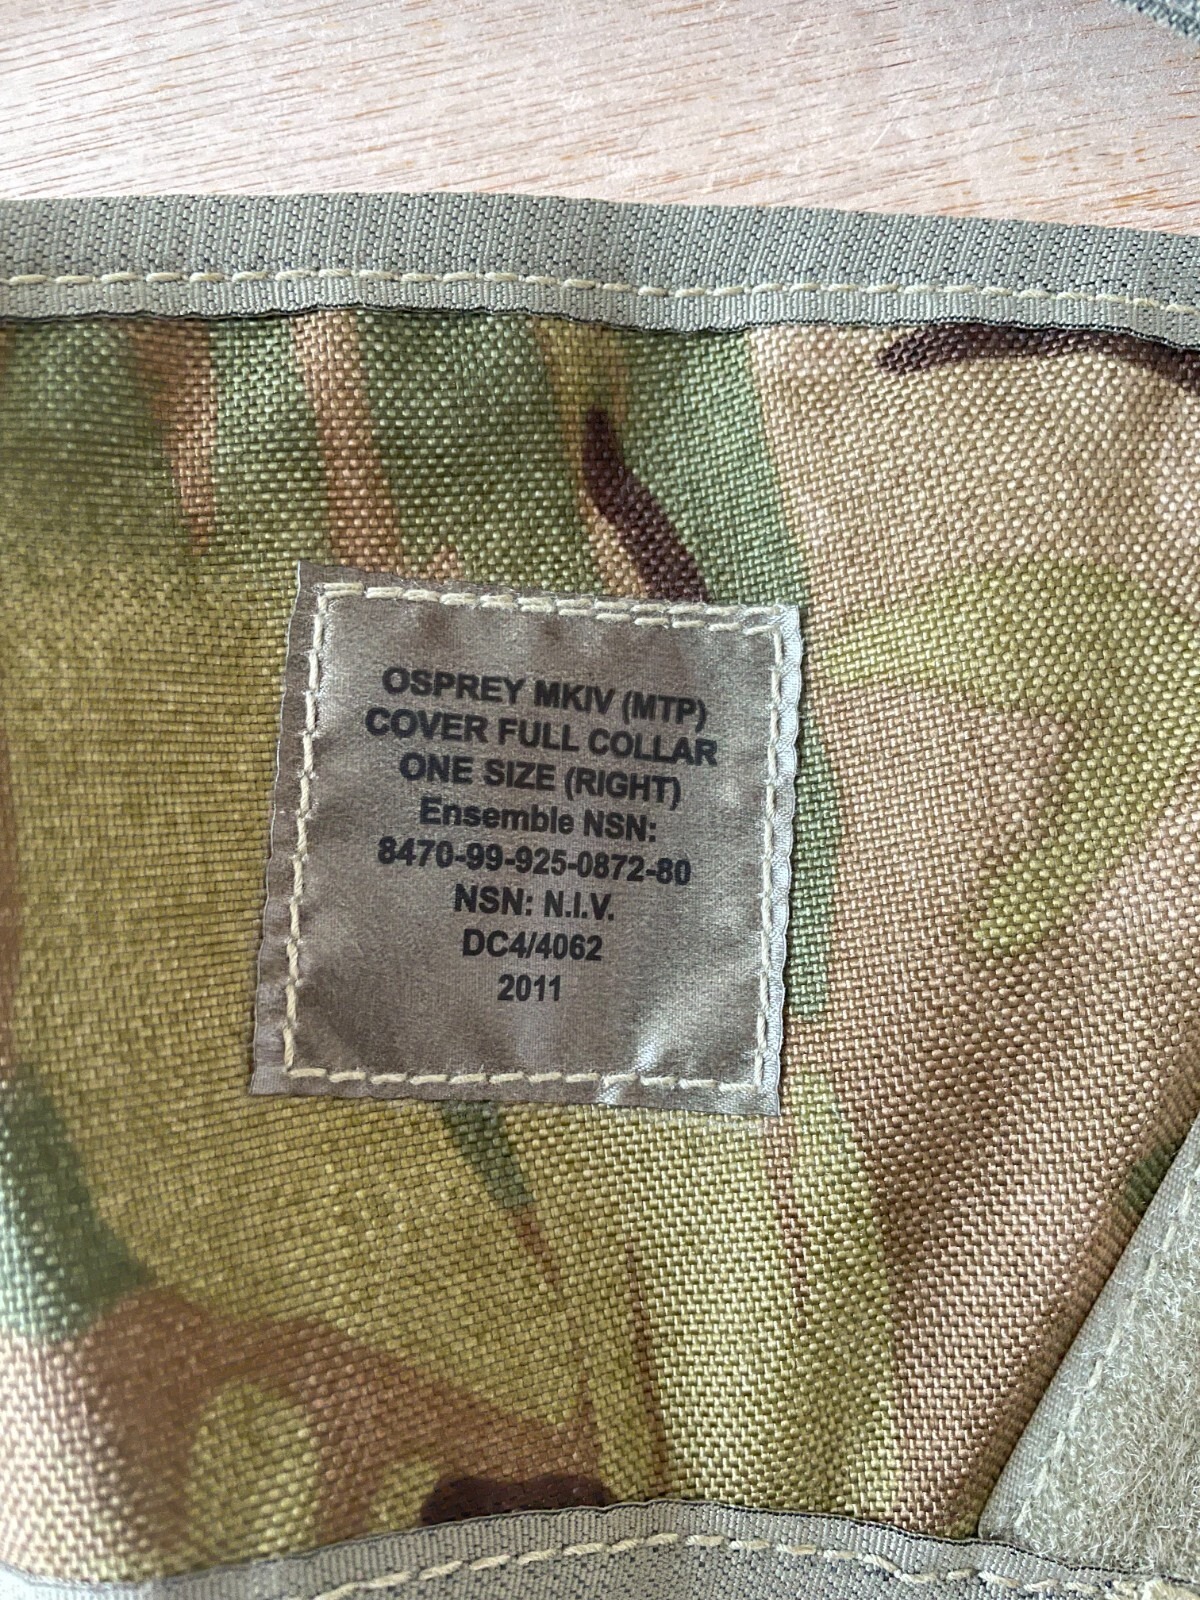 OSPREY MKIV (MTP)
COVER FULL COLLAR
ONE SIZE (RIGHT)
Ensemble NSN:
8470-99-925-0872-80
NSN: N.I.V.
DC4/4062
2011